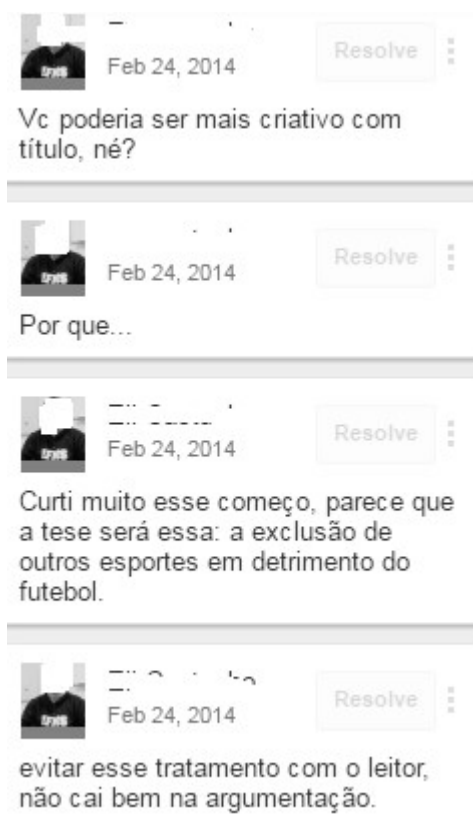 Resolve
Feb 24, 2014
Vc poderia ser mais criativo com
título, né?
Resolve
Feb 24, 2014
Por que...
Resolve
Feb 24, 2014
Curti muito esse começo, parece que
a tese será essa: a exclusão de
outros esportes em detrimento do
futebol.
Resolve
Feb 24, 2014
evitar esse tratamento com o leitor,
não cai bem na argumentação.